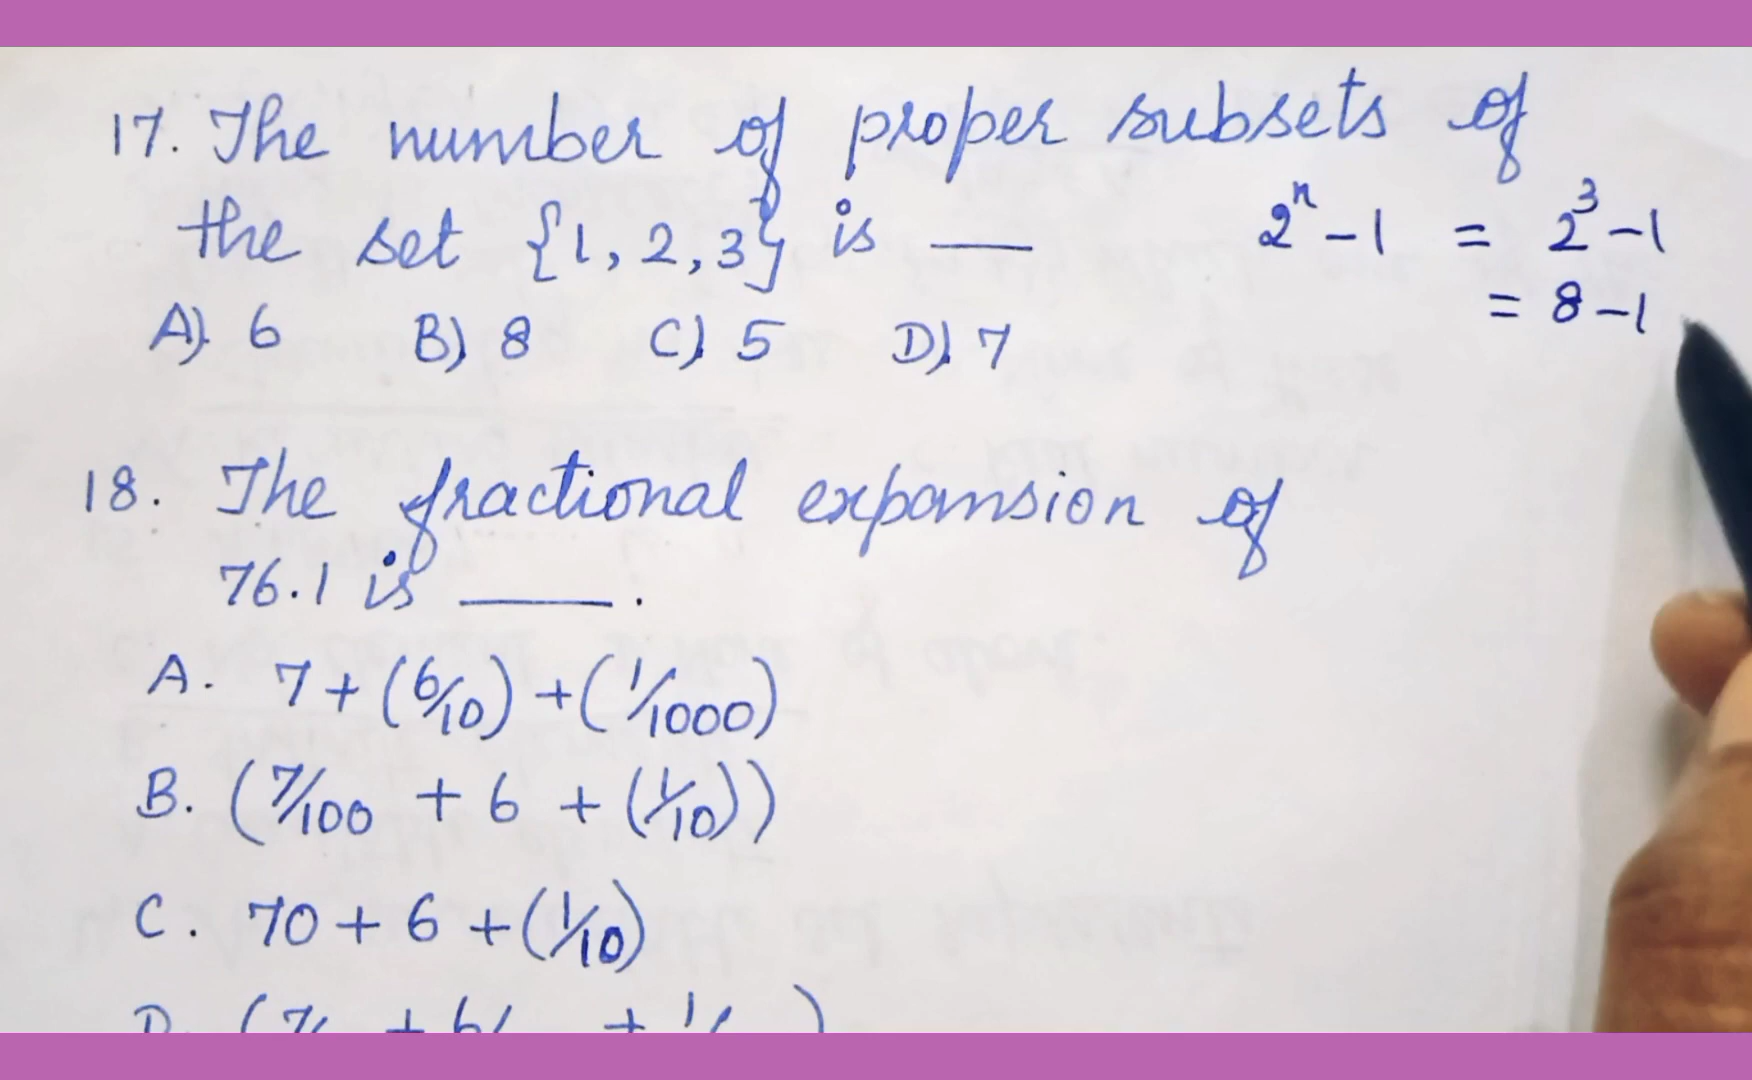 17. The number of proper subsets of
the set {1, 2, 3} is ___ 2ⁿ - 1 = 2³ - 1
= 8 - 1
A). 6 B) 8 C) 5 D) 7
18. The fractional expansion of
76.1 is ____.
A. 7 + (6/10) + (1/1000)
B. (7/100 + 6 + (1/10))
C. 70 + 6 + (1/10)